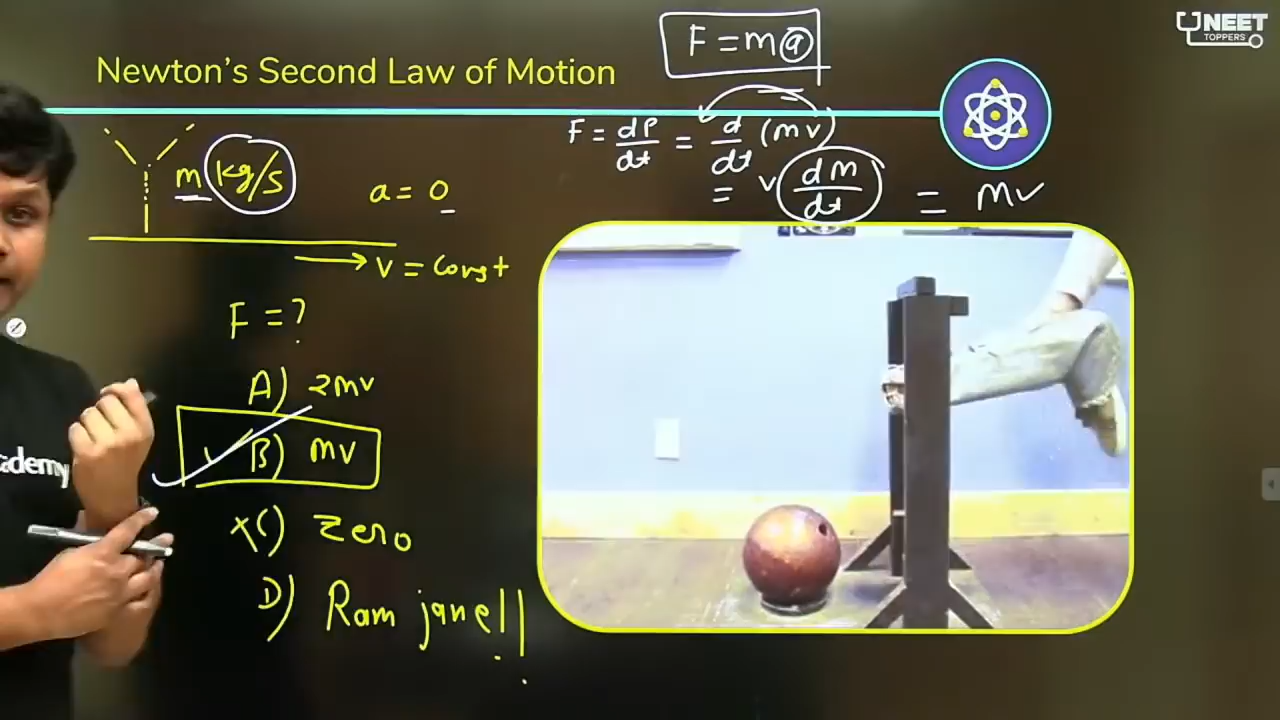 NEET
TOPPERS
F = ma
Newton's Second Law of Motion
F = dP/dt = d/dt (mv)
= v dM/dt = mv
m kg/s
a = 0
→ v = Const
F = ?
A) 2mv
B) mv
ademy
×C) Zero
D) Ram jane!!